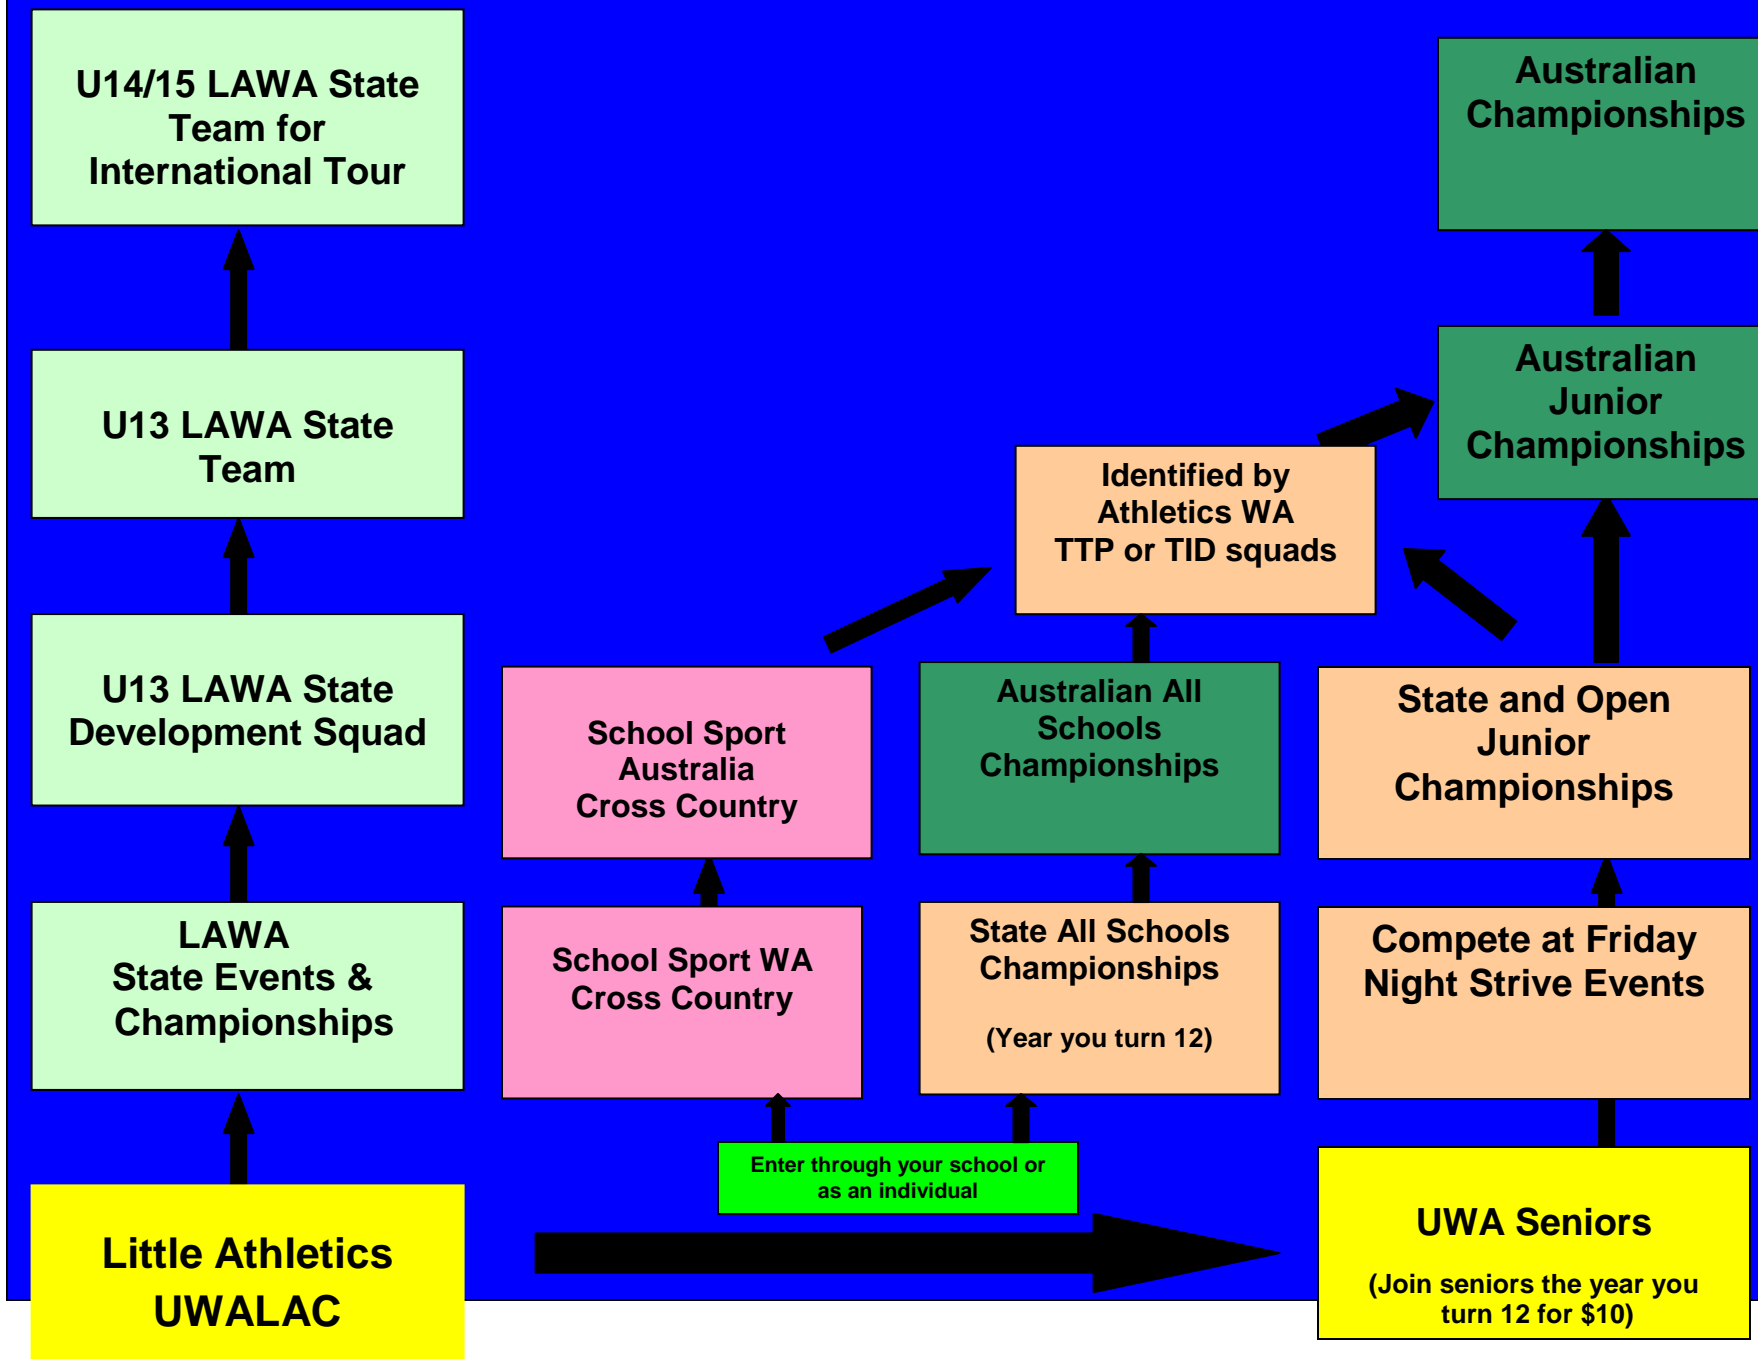 U14/15 LAWA State
Team for
International Tour
Australian
Championships
U13 LAWA State
Team
Australian
Junior
Championships
Identified by
Athletics WA
TTP or TID squads
U13 LAWA State
Development Squad
School Sport
Australia
Cross Country
Australian All
Schools
Championships
State and Open
Junior
Championships
LAWA
State Events &
Championships
School Sport WA
Cross Country
State All Schools
Championships
(Year you turn 12)
Compete at Friday
Night Strive Events
Enter through your school or
as an individual
Little Athletics
UWALAC
UWA Seniors
(Join seniors the year you
turn 12 for $10)